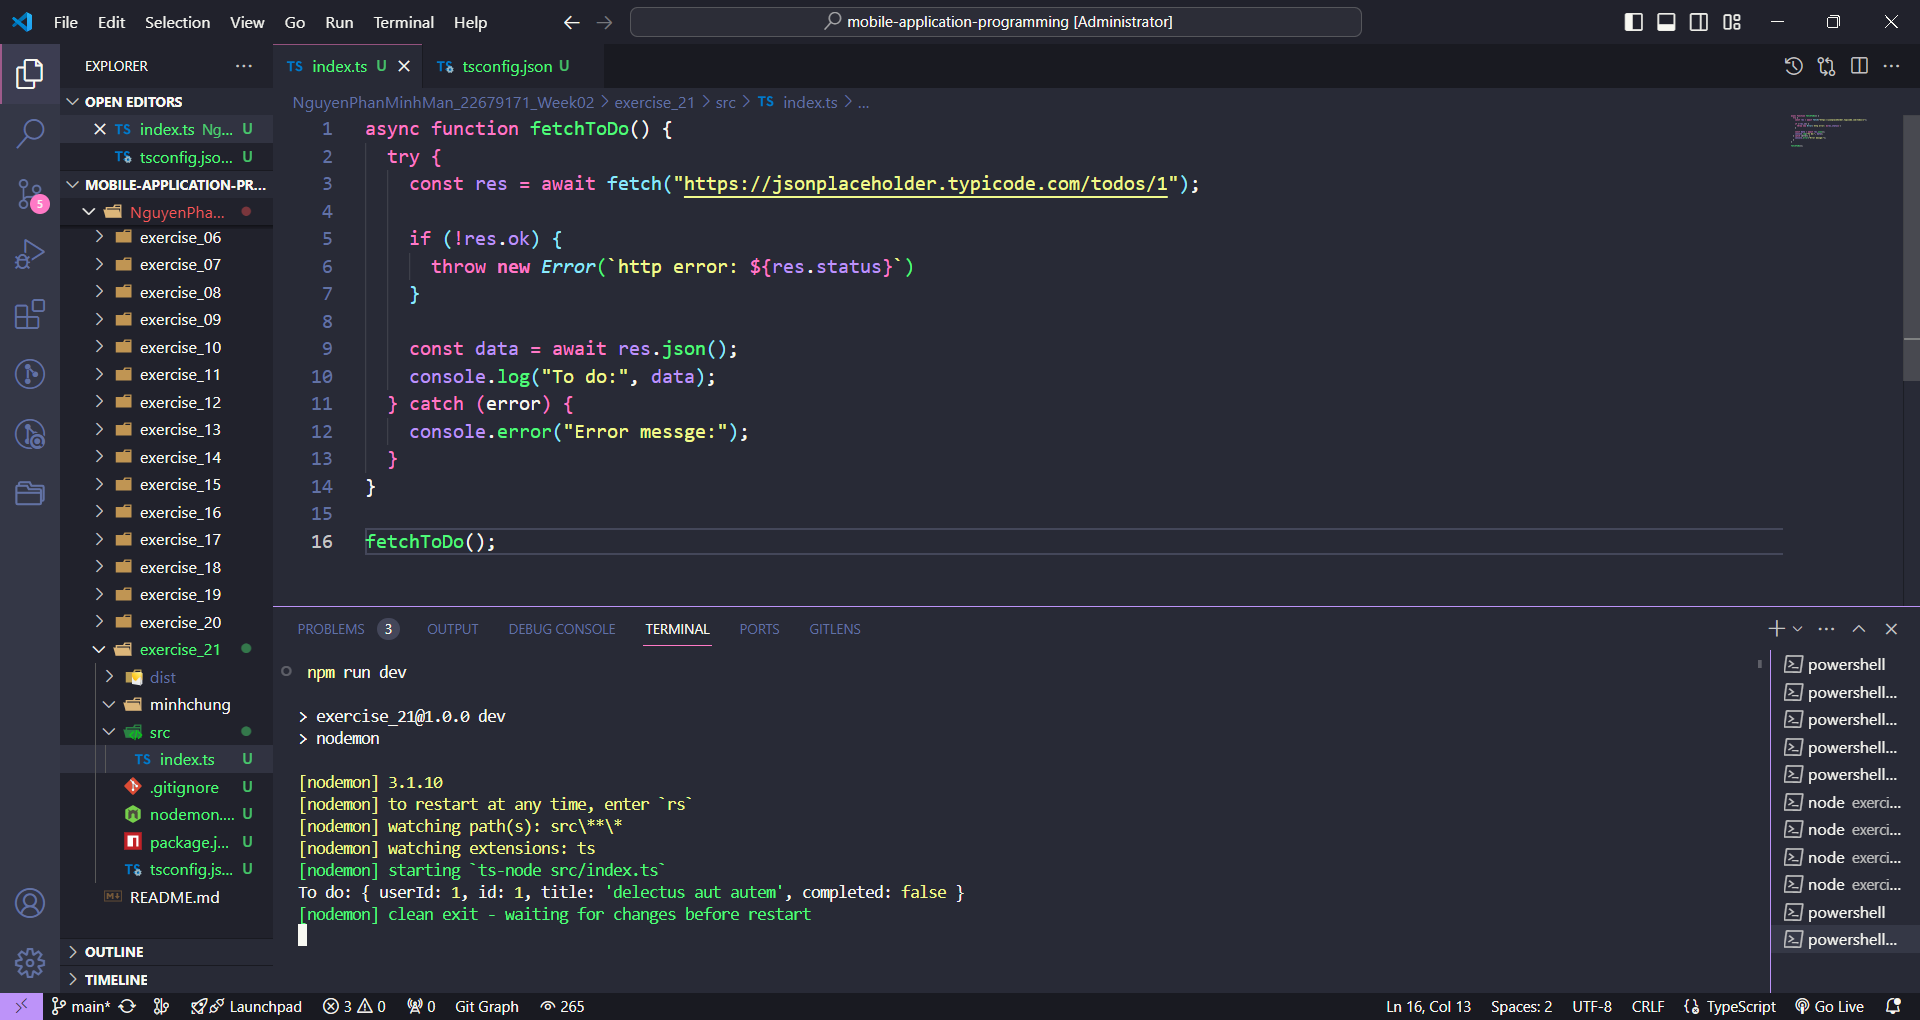 File Edit Selection View Go Run Terminal Help
mobile-application-programming [Administrator]
EXPLORER
OPEN EDITORS
TS index.ts Ng... U
TS tsconfig.jso... U
MOBILE-APPLICATION-PR...
NguyenPha...
exercise_06
exercise_07
exercise_08
exercise_09
exercise_10
exercise_11
exercise_12
exercise_13
exercise_14
exercise_15
exercise_16
exercise_17
exercise_18
exercise_19
exercise_20
exercise_21
dist
minhchung
src
TS index.ts U
.gitignore U
nodemon.... U
package.j... U
TS tsconfig.js... U
README.md
OUTLINE
TIMELINE
5
TS index.ts U
TS tsconfig.json U
NguyenPhanMinhMan_22679171_Week02 > exercise_21 > src > TS index.ts > ...
1 async function fetchToDo() {
2 try {
3 const res = await fetch("https://jsonplaceholder.typicode.com/todos/1");
4
5 if (!res.ok) {
6 throw new Error(`http error: ${res.status}`)
7 }
8
9 const data = await res.json();
10 console.log("To do:", data);
11 } catch (error) {
12 console.error("Error messge:");
13 }
14 }
15
16 fetchToDo();
PROBLEMS 3 OUTPUT DEBUG CONSOLE TERMINAL PORTS GITLENS
npm run dev
> exercise_21@1.0.0 dev
> nodemon
[nodemon] 3.1.10
[nodemon] to restart at any time, enter `rs`
[nodemon] watching path(s): src\**\*
[nodemon] watching extensions: ts
[nodemon] starting `ts-node src/index.ts`
To do: { userId: 1, id: 1, title: 'delectus aut autem', completed: false }
[nodemon] clean exit - waiting for changes before restart
powershell
powershell...
powershell...
powershell...
powershell...
node exerci...
node exerci...
node exerci...
node exerci...
powershell
powershell...
main* Launchpad 3 0 0 Git Graph 265
Ln 16, Col 13 Spaces: 2 UTF-8 CRLF {} TypeScript Go Live